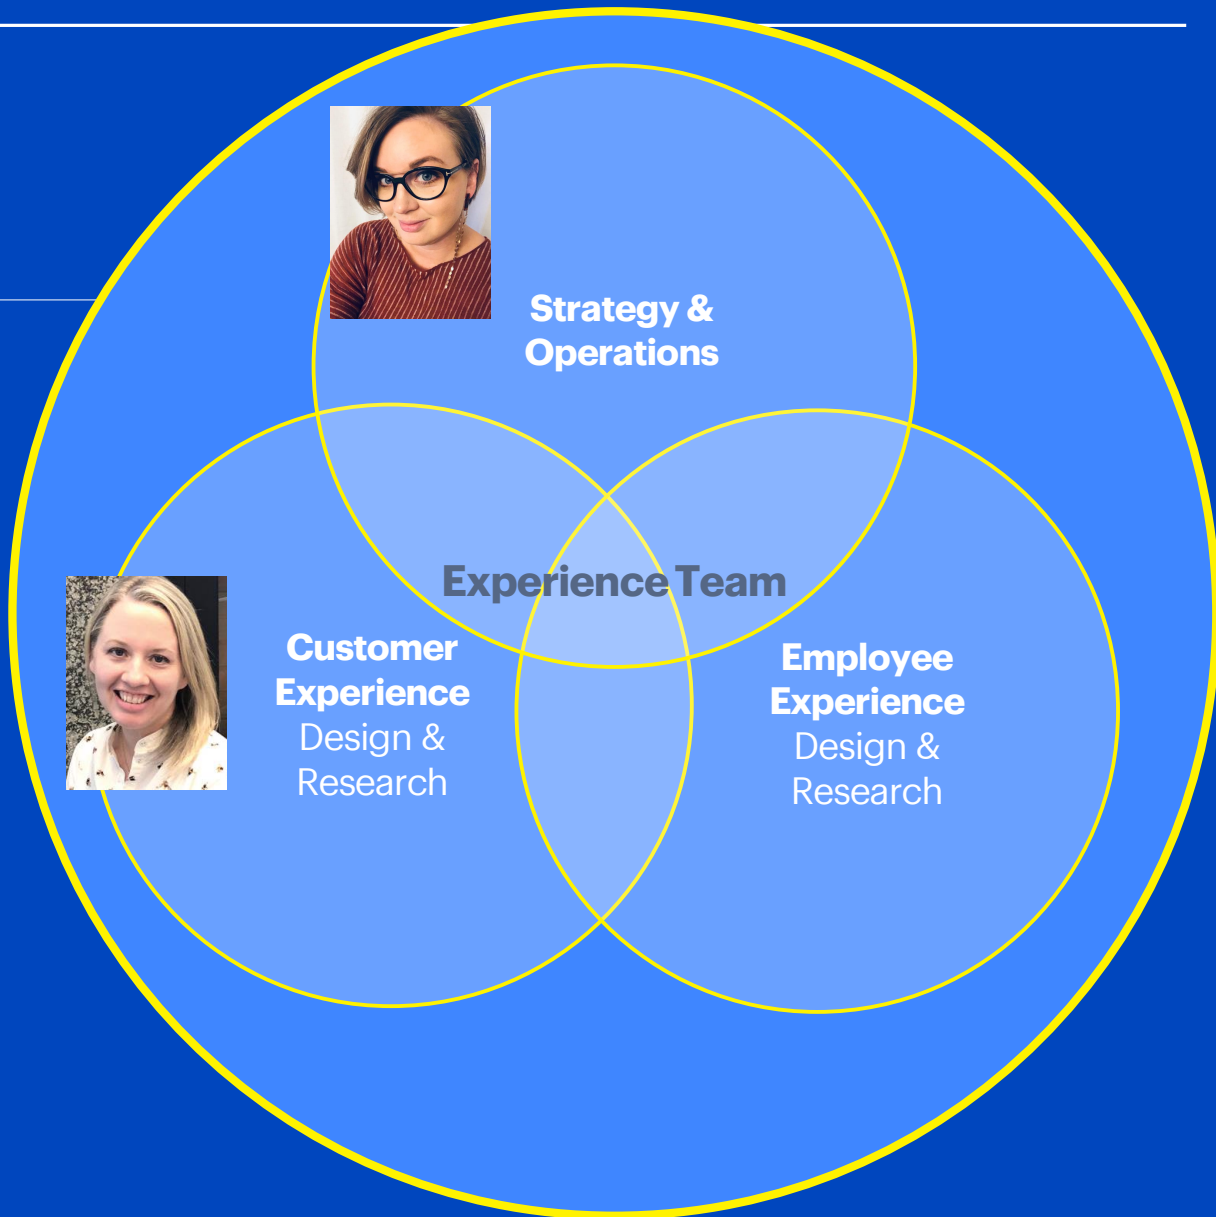 Strategy &
Operations
Experience Team
Customer
Experience
Design &
Research
Employee
Experience
Design &
Research